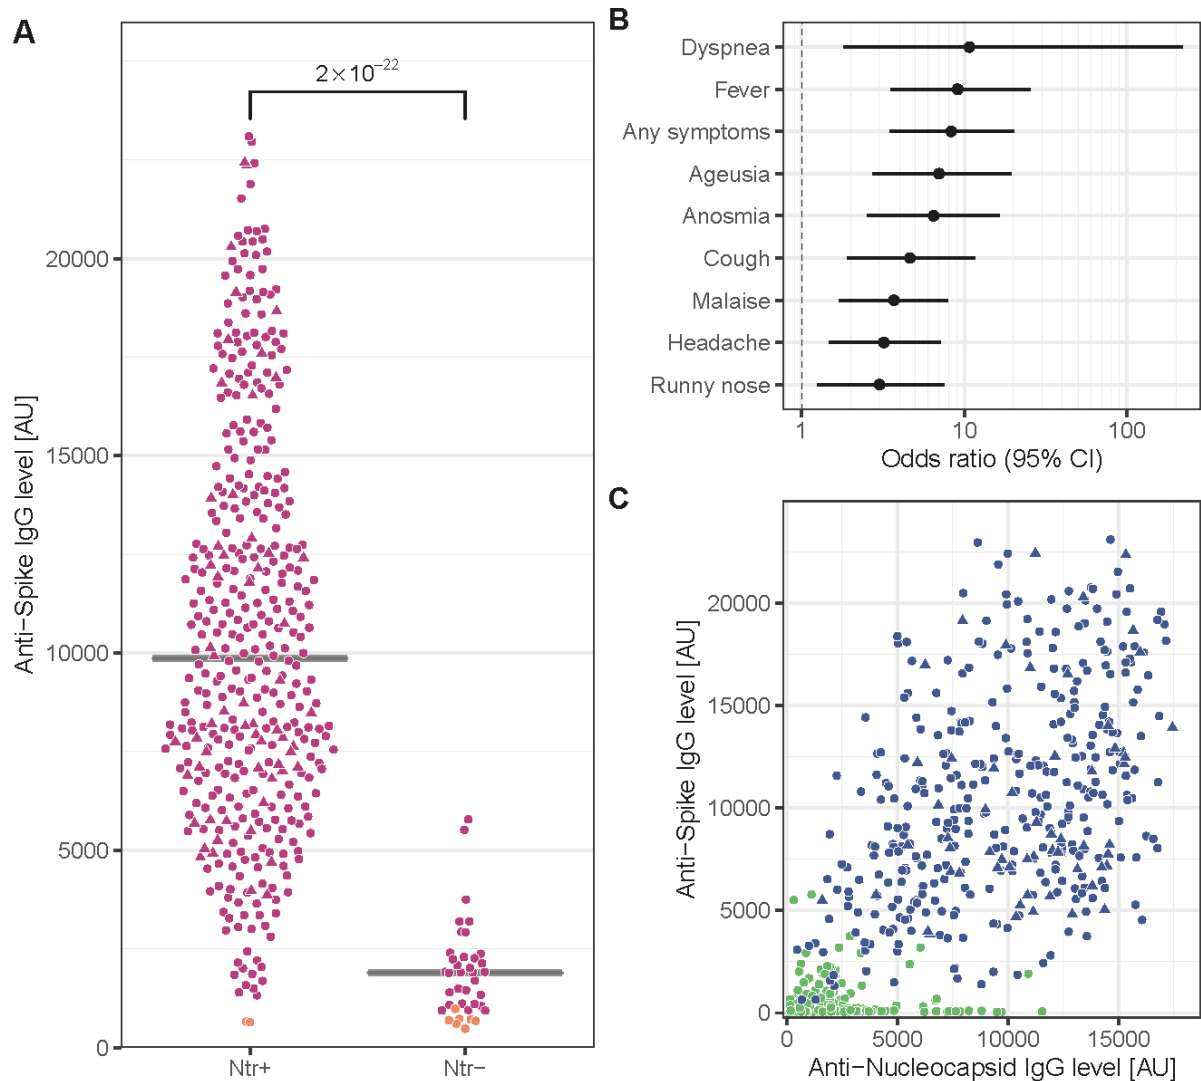 A
2×10−22
Anti−Spike IgG level [AU]
20000
15000
10000
5000
0
Ntr+
Ntr−
B
Dyspnea
Fever
Any symptoms
Ageusia
Anosmia
Cough
Malaise
Headache
Runny nose
1
10
100
Odds ratio (95% CI)
C
Anti−Spike IgG level [AU]
20000
15000
10000
5000
0
0
5000
10000
15000
Anti−Nucleocapsid IgG level [AU]